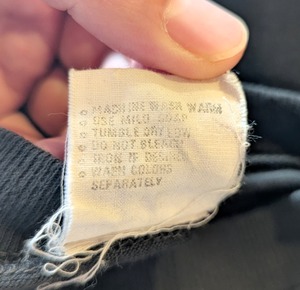 ◇ MACHINE WASH WARM
◇ USE MILD SOAP
◇ TUMBLE DRY LOW
◇ DO NOT BLEACH
◇ IRON IF DESIRED
◇ WASH COLORS
SEPARATELY